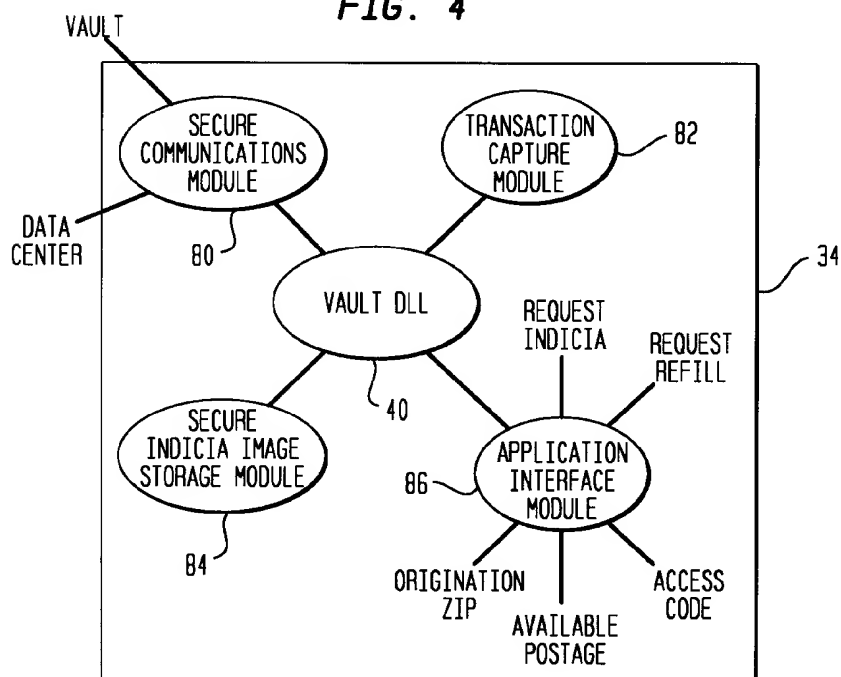 FIG. 4
VAULT
SECURE
COMMUNICATIONS
MODULE
TRANSACTION
CAPTURE
MODULE
82
DATA
CENTER
80
34
VAULT DLL
REQUEST
INDICIA
REQUEST
REFILL
40
SECURE
INDICIA IMAGE
STORAGE MODULE
APPLICATION
INTERFACE
MODULE
86
84
ORIGINATION
ZIP
AVAILABLE
POSTAGE
ACCESS
CODE